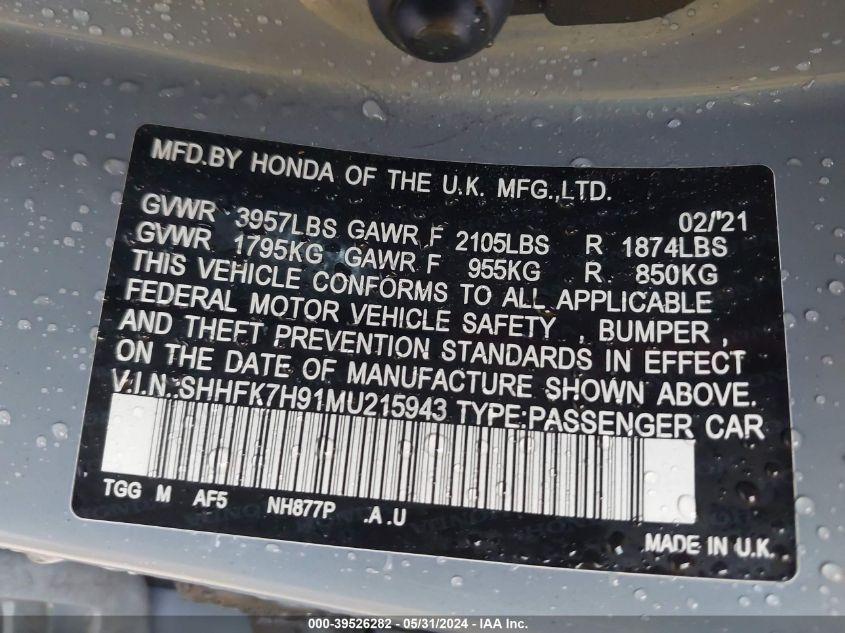 MFD.BY HONDA OF THE U.K. MFG.,LTD.
02/'21
GVWR 3957LBS GAWR F 2105LBS R 1874LBS
GVWR 1795KG GAWR F 955KG R 850KG
THIS VEHICLE CONFORMS TO ALL APPLICABLE
FEDERAL MOTOR VEHICLE SAFETY , BUMPER ,
AND THEFT PREVENTION STANDARDS IN EFFECT
ON THE DATE OF MANUFACTURE SHOWN ABOVE.
V.I.N.:SHHFK7H91MU215943 TYPE:PASSENGER CAR
TGG M AF5 NH877P .A .U
MADE IN U.K.
000-39526282 - 05/31/2024 - IAA Inc.